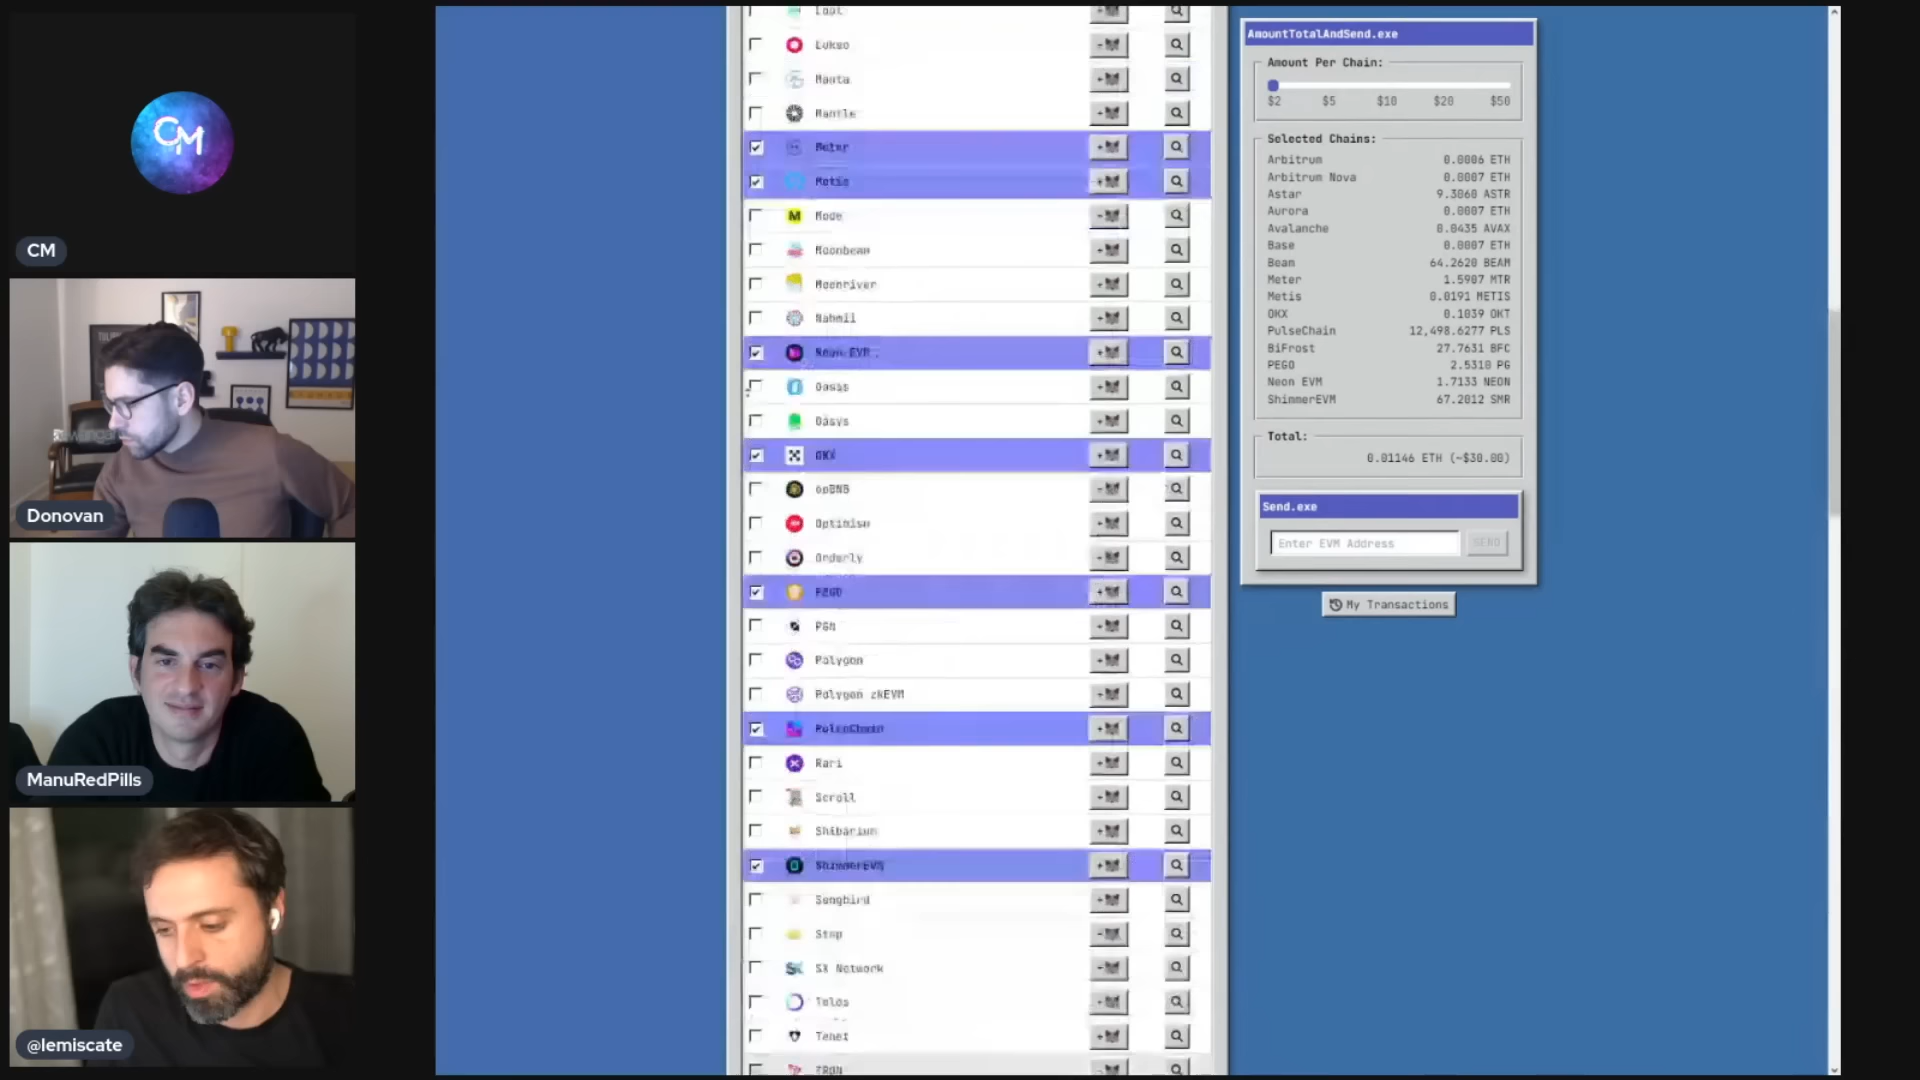 CM
CM
Donovan
ManuRedPills
@lemiscate
Lukso
Manta
Mantle
Meter
Metis
Mode
Moonbeam
Moonriver
Nahmii
Neon EVM
Oasis
Oasys
OKX
opBNB
Optimism
Orderly
PEGO
PGN
Polygon
Polygon zkEVM
PulseChain
Rari
Scroll
Shibarium
ShimmerEVM
Songbird
Step
SX Network
Telos
Tenet
TRON
AmountTotalAndSend.exe
Amount Per Chain:
$2 $5 $10 $20 $50
Selected Chains:
Arbitrum 0.0006 ETH
Arbitrum Nova 0.0007 ETH
Astar 9.3060 ASTR
Aurora 0.0007 ETH
Avalanche 0.0435 AVAX
Base 0.0007 ETH
Beam 64.2620 BEAM
Meter 1.5907 MTR
Metis 0.0191 METIS
OKX 0.1039 OKT
PulseChain 12,498.6277 PLS
BiFrost 27.7631 BFC
PEGO 2.5310 PG
Neon EVM 1.7133 NEON
ShimmerEVM 67.2012 SMR
Total:
0.01146 ETH (~$30.00)
Send.exe
Enter EVM Address SEND
My Transactions